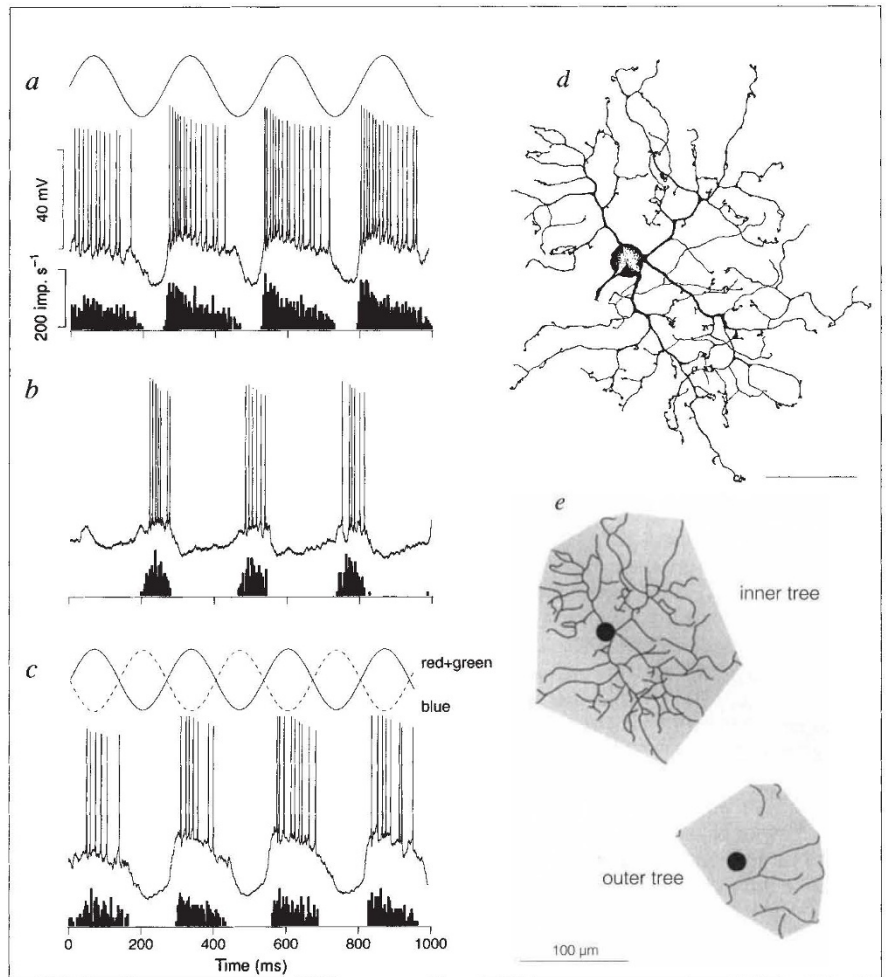 a
40 mV
200 imp. s⁻¹
b
c
red+green
blue
0 200 400 600 800 1000
Time (ms)
d
e
inner tree
outer tree
100 µm